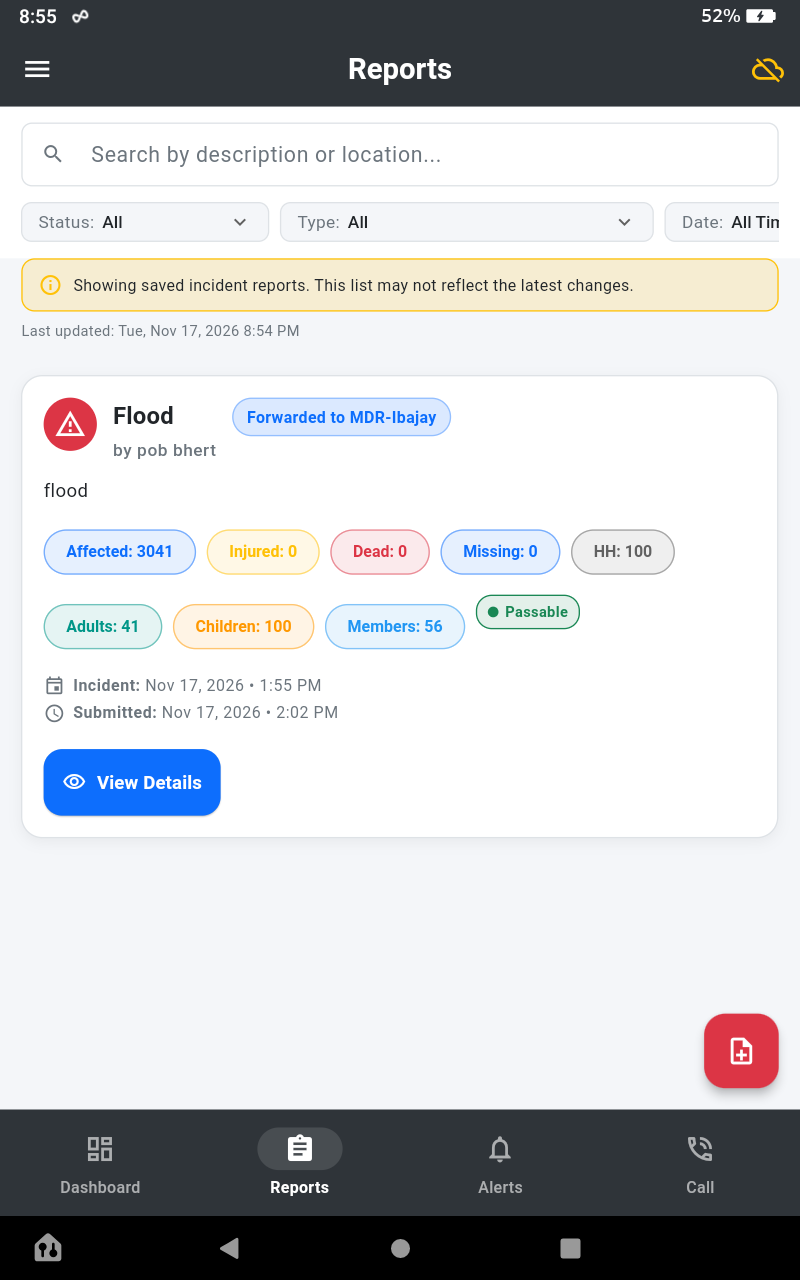 8:55
52%
Reports
Search by description or location...
Status: All
Type: All
Date: All Tim
Showing saved incident reports. This list may not reflect the latest changes.
Last updated: Tue, Nov 17, 2026 8:54 PM
Flood
Forwarded to MDR-Ibajay
by pob bhert
flood
Affected: 3041
Injured: 0
Dead: 0
Missing: 0
HH: 100
Adults: 41
Children: 100
Members: 56
Passable
Incident: Nov 17, 2026 • 1:55 PM
Submitted: Nov 17, 2026 • 2:02 PM
View Details
Dashboard
Reports
Alerts
Call